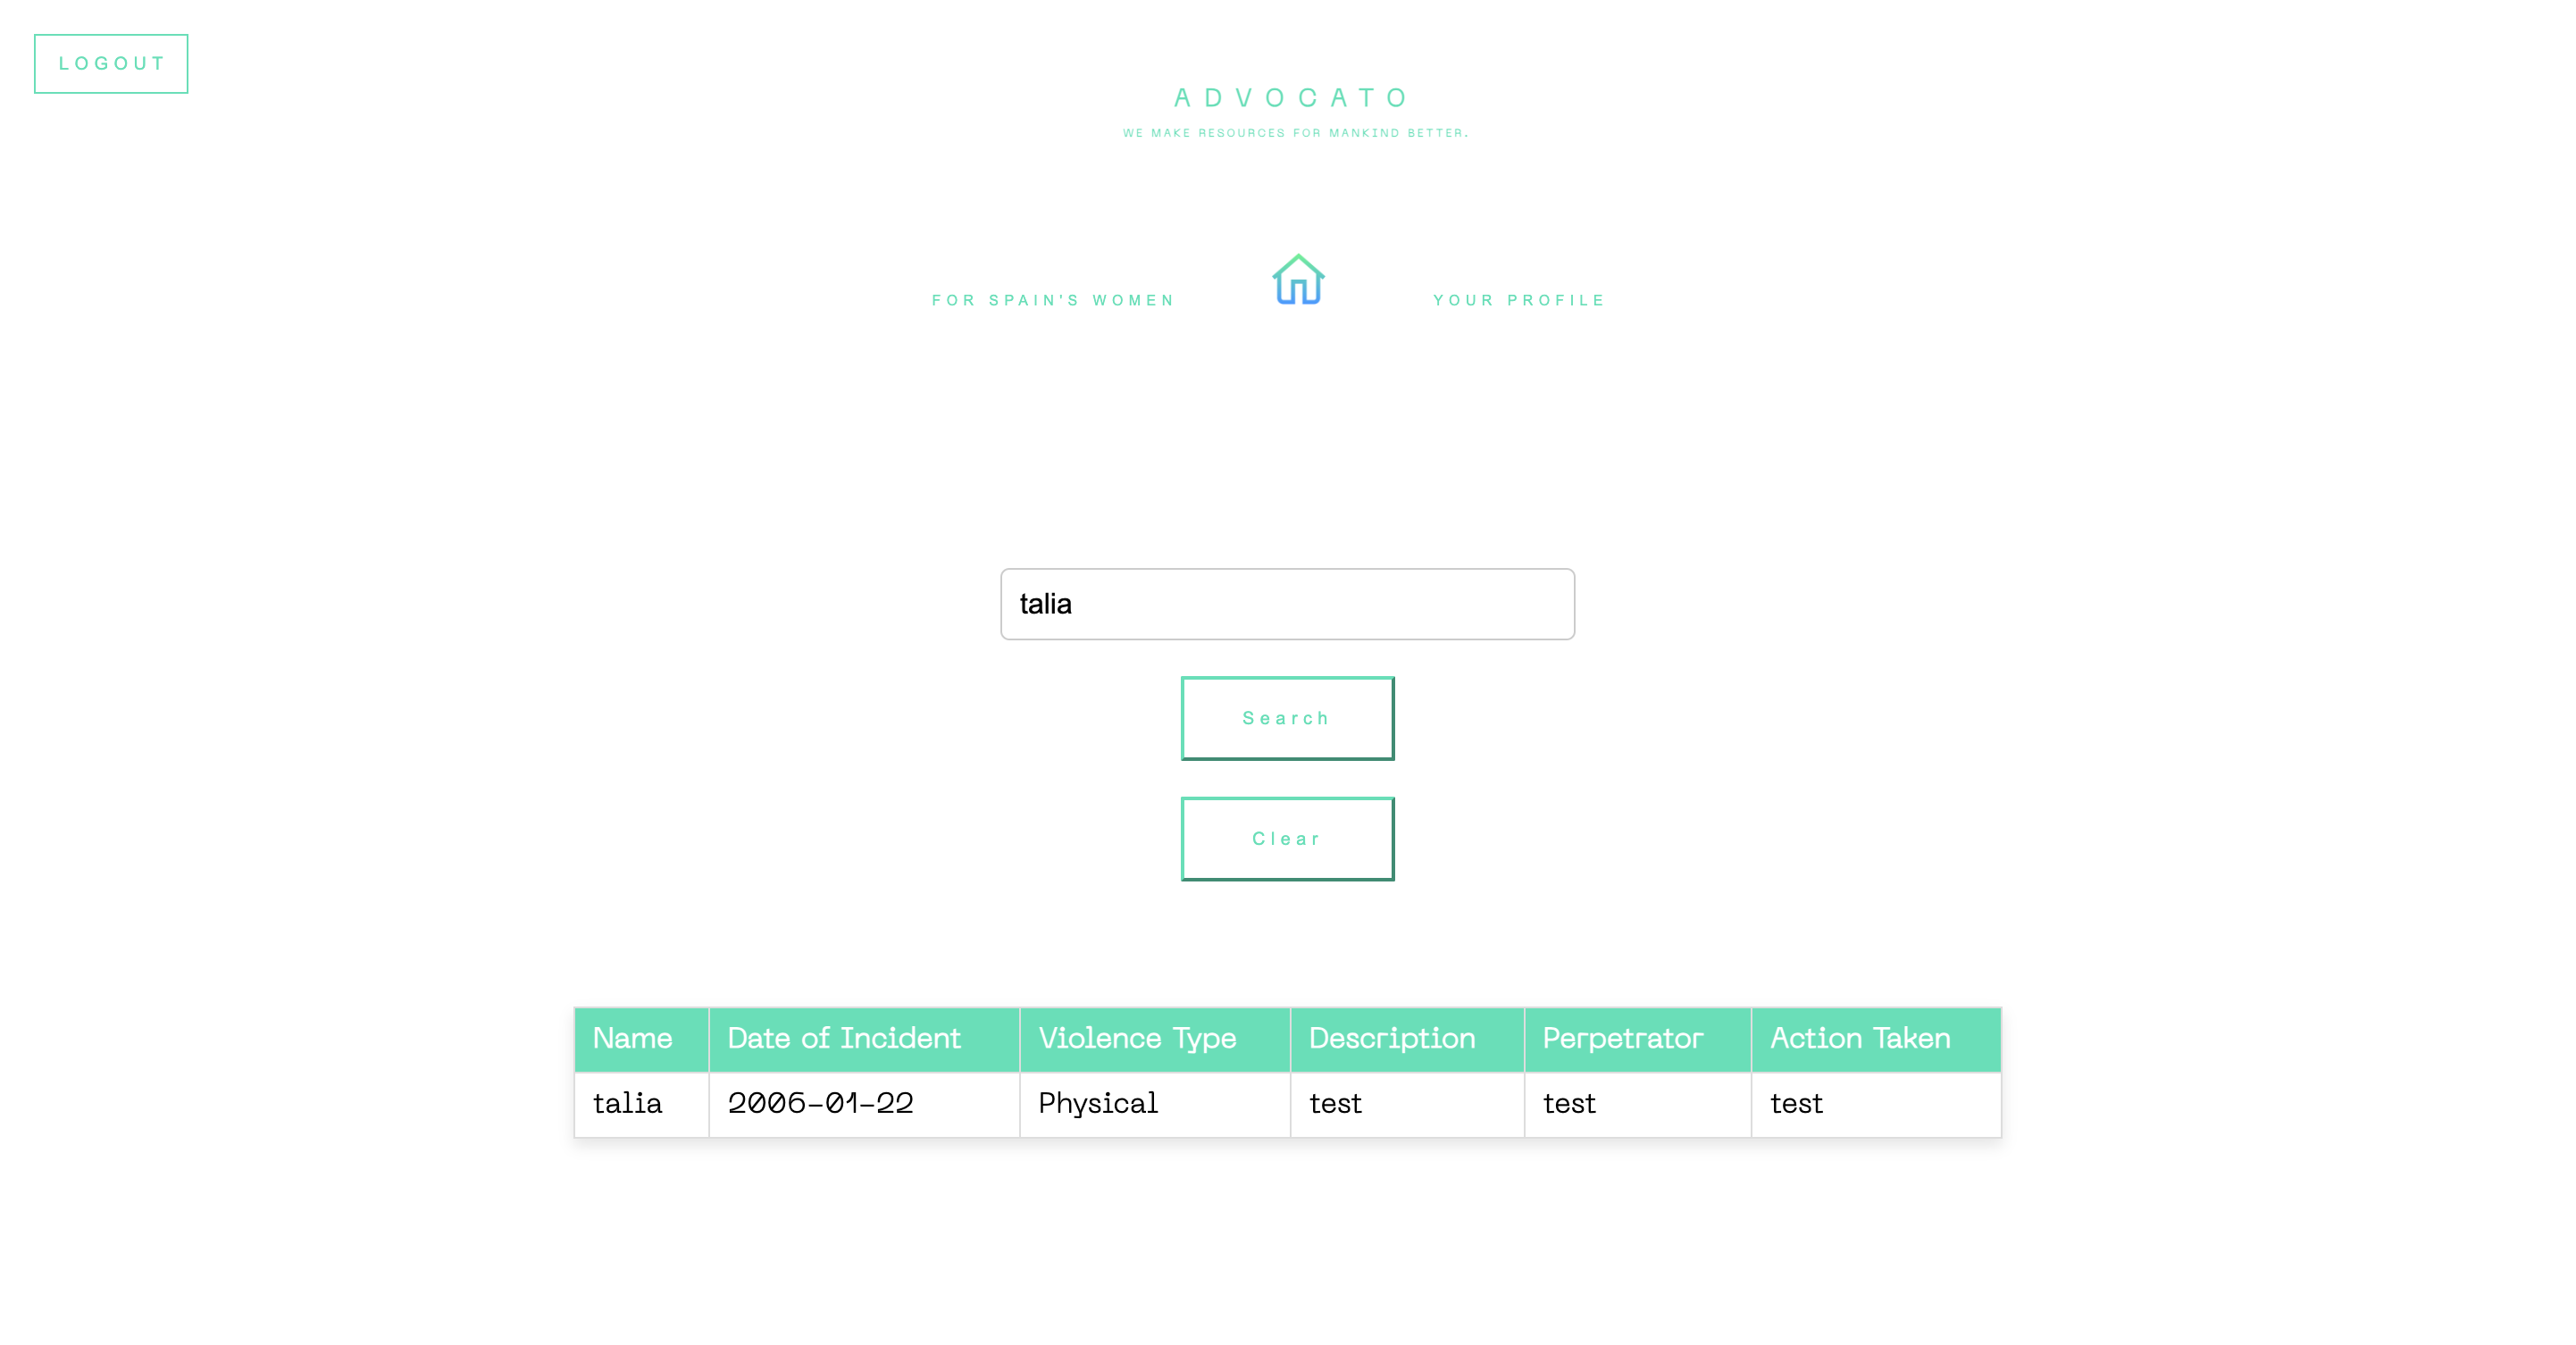 LOGOUT
ADVOCATO
WE MAKE RESOURCES FOR MANKIND BETTER.
FOR SPAIN'S WOMEN
YOUR PROFILE
talia
Search
Clear
Name Date of Incident Violence Type Description Perpetrator Action Taken
talia 2006-01-22 Physical test test test